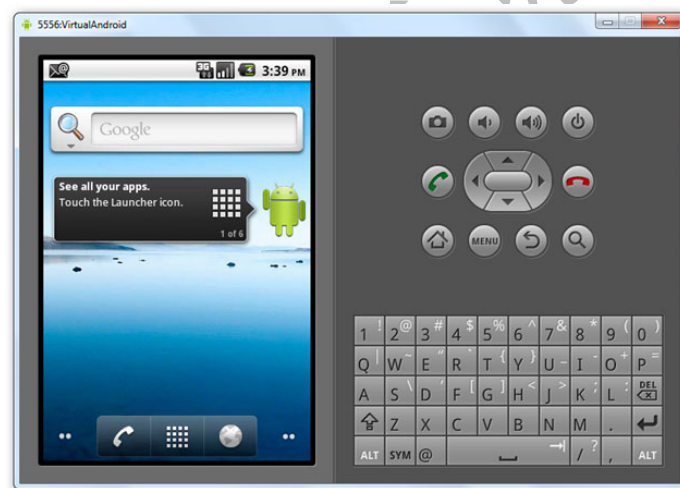 5556:VirtualAndroid
3G 3:39 PM
Google
See all your apps.
Touch the Launcher icon.
1 of 6
MENU
1 ! 2 @ 3 # 4 $ 5 % 6 ^ 7 & 8 * 9 ( 0 )
Q | W ~ E " R ` T { Y } U _ I - O + P =
A S \ D ' F [ G ] H < J > K ; L : DEL
Z X C V B N M .
ALT SYM @ / ? , ALT